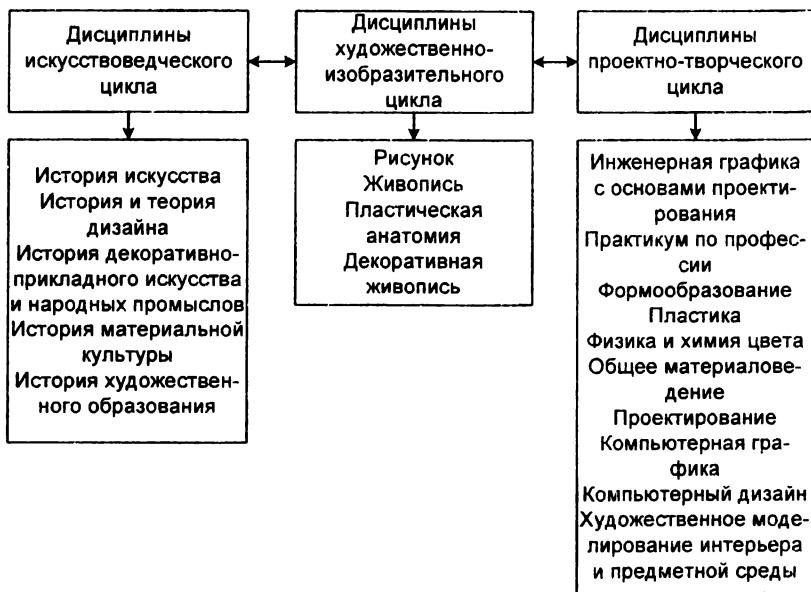 Дисциплины
искусствоведческого
цикла
Дисциплины
художественно-
изобразительного
цикла
Дисциплины
проектно-творческого
цикла
История искусства
История и теория
дизайна
История декоративно-
прикладного искусства
и народных промыслов
История материальной
культуры
История художествен-
ного образования
Рисунок
Живопись
Пластическая
анатомия
Декоративная
живопись
Инженерная графика
с основами проекти-
рования
Практикум по профес-
сии
Формообразование
Пластика
Физика и химия цвета
Общее материалове-
дение
Проектирование
Компьютерная гра-
фика
Компьютерный дизайн
Художественное моде-
лирование интерьера
и предметной среды